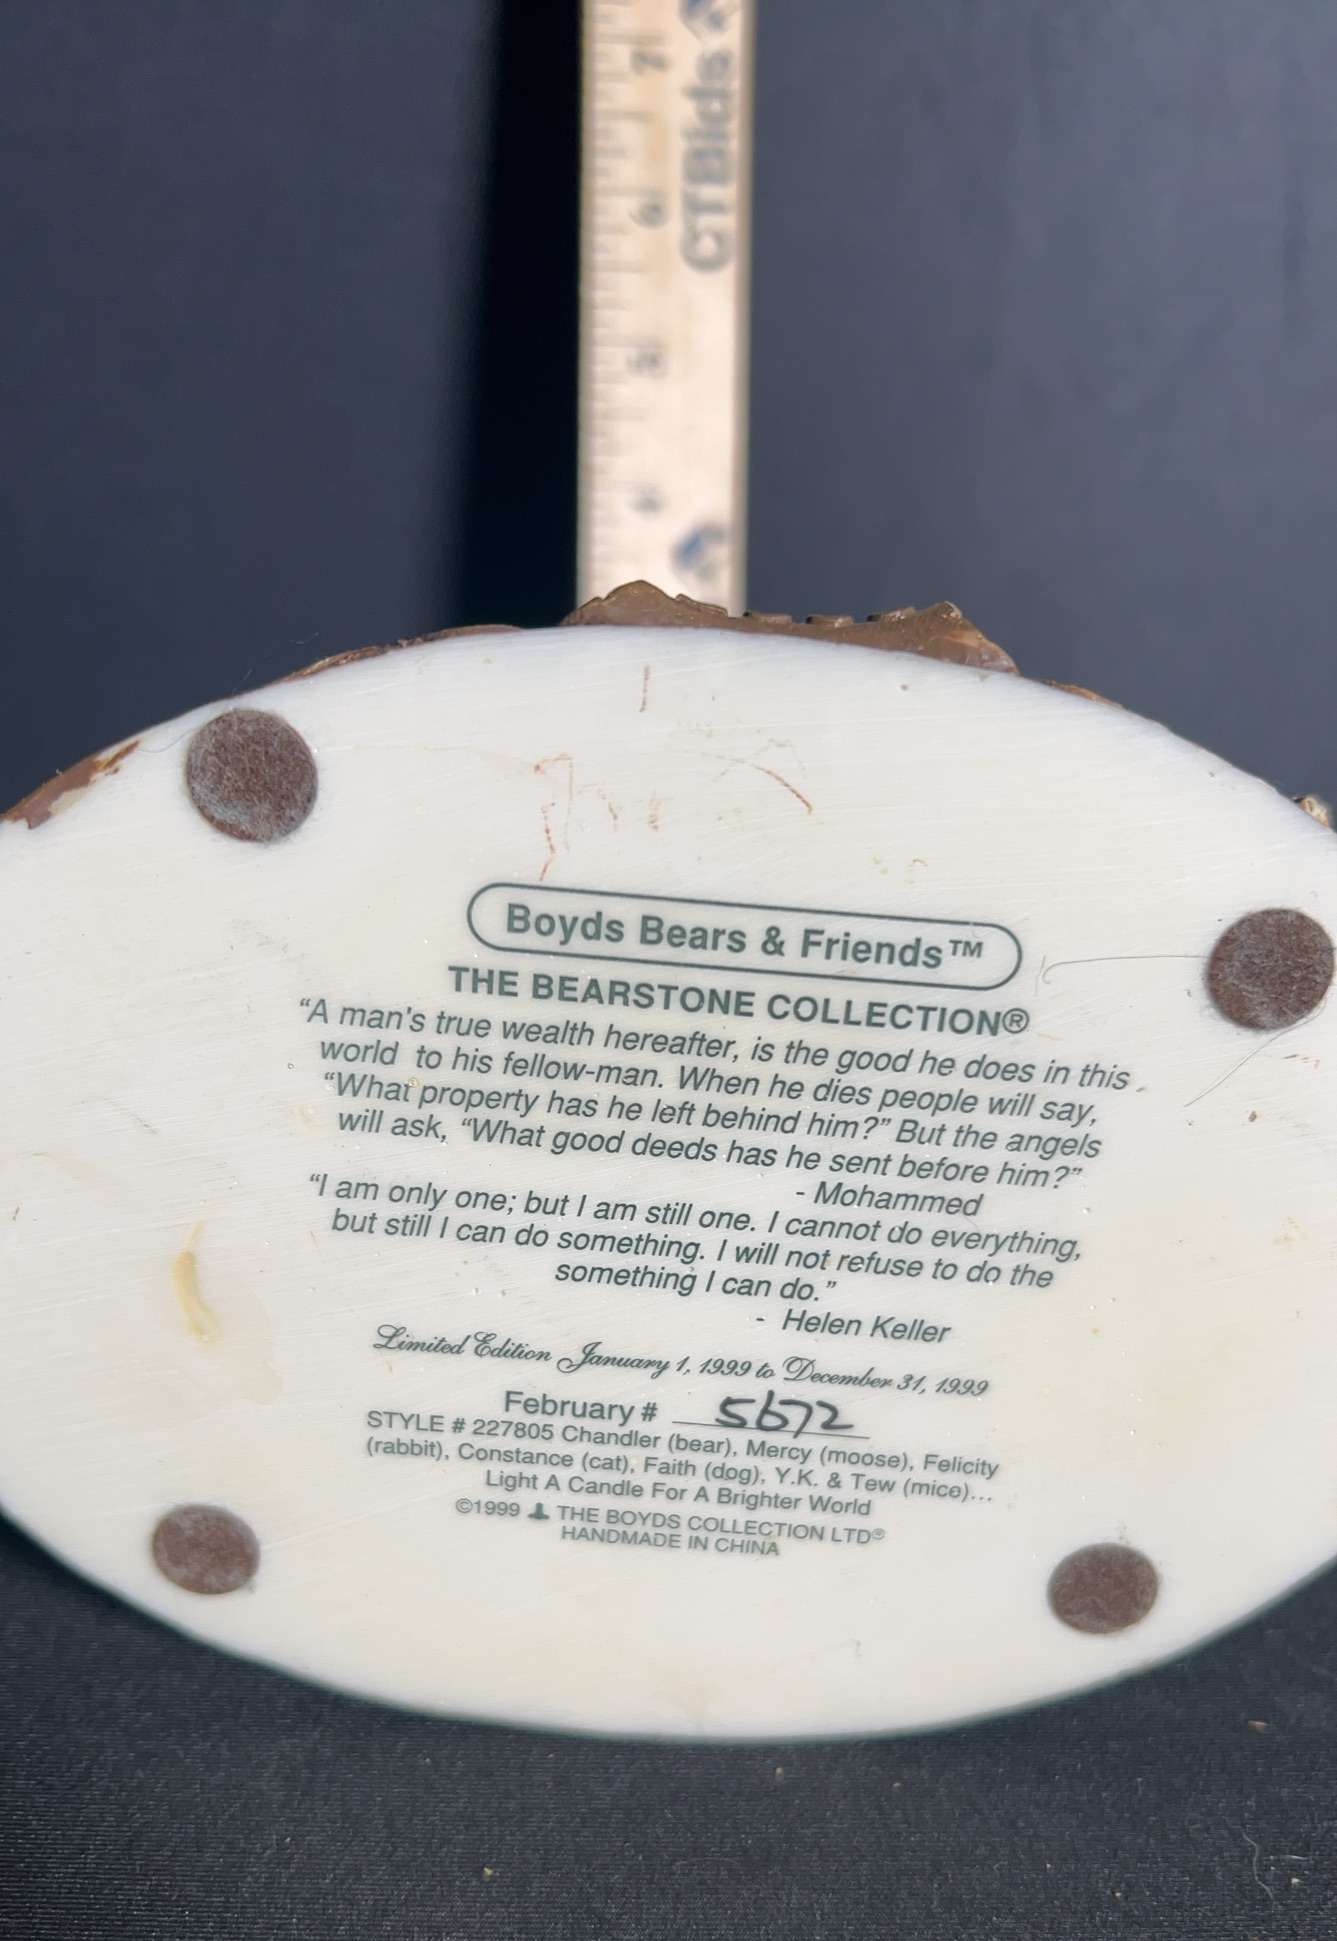 CTBids
7
6
5
4
Boyds Bears & Friends™
THE BEARSTONE COLLECTION®
“A man's true wealth hereafter, is the good he does in this
world to his fellow-man. When he dies people will say,
“What property has he left behind him?” But the angels
will ask, “What good deeds has he sent before him?”
- Mohammed
“I am only one; but I am still one. I cannot do everything,
but still I can do something. I will not refuse to do the
something I can do.”
- Helen Keller
Limited Edition January 1, 1999 to December 31, 1999
February # 5672
STYLE # 227805 Chandler (bear), Mercy (moose), Felicity
(rabbit), Constance (cat), Faith (dog), Y.K. & Tew (mice)...
Light A Candle For A Brighter World
©1999 THE BOYDS COLLECTION LTD®
HANDMADE IN CHINA